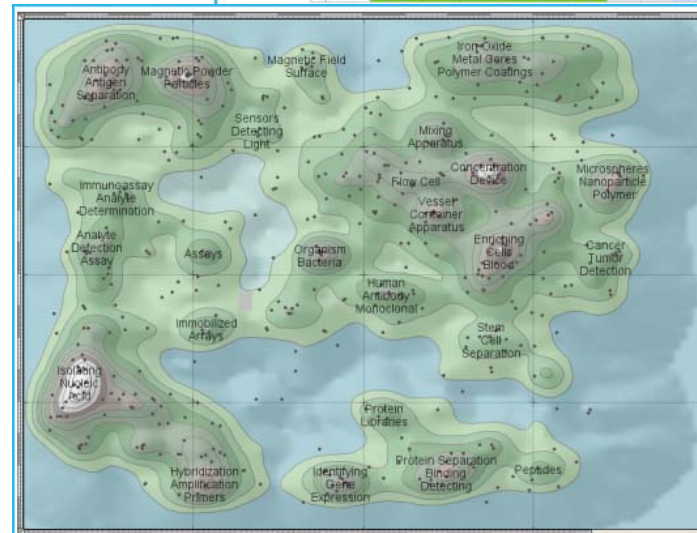 Antibody
Antigen
Separation
Magnetic Powder
Particles
Magnetic Field
Surface
Iron Oxide
Metal Cores
Polymer Coatings
Sensors
Detecting
Light
Mixing
Apparatus
Immunoassay
Analyte
Determination
Flow Cell
Concentration
Device
Microspheres
Nanoparticle
Polymer
Vessel
Container
Apparatus
Analyte
Detection
Assay
Assays
Organism
Bacteria
Enriching
Cells
Blood
Cancer
Tumor
Detection
Human
Antibody
Monoclonal
Immobilized
Arrays
Stem
Cell
Separation
Isolating
Nucleic
Acid
Protein
Libraries
Hybridization
Amplification
Primers
Identifying
Gene
Expression
Protein Separation
Binding
Detecting
Peptides